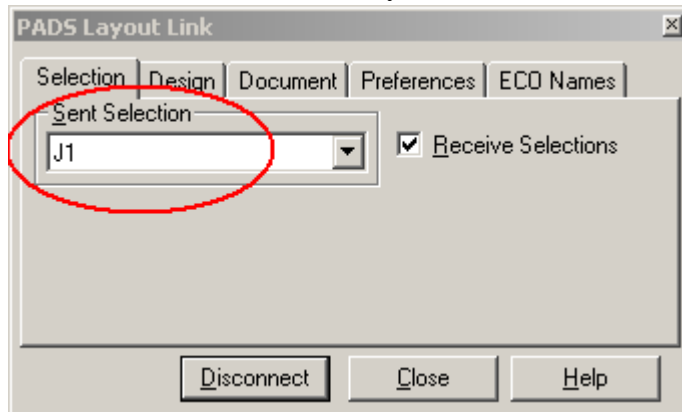 PADS Layout Link
Selection Design Document Preferences ECO Names
Sent Selection
J1
Receive Selections
Disconnect Close Help